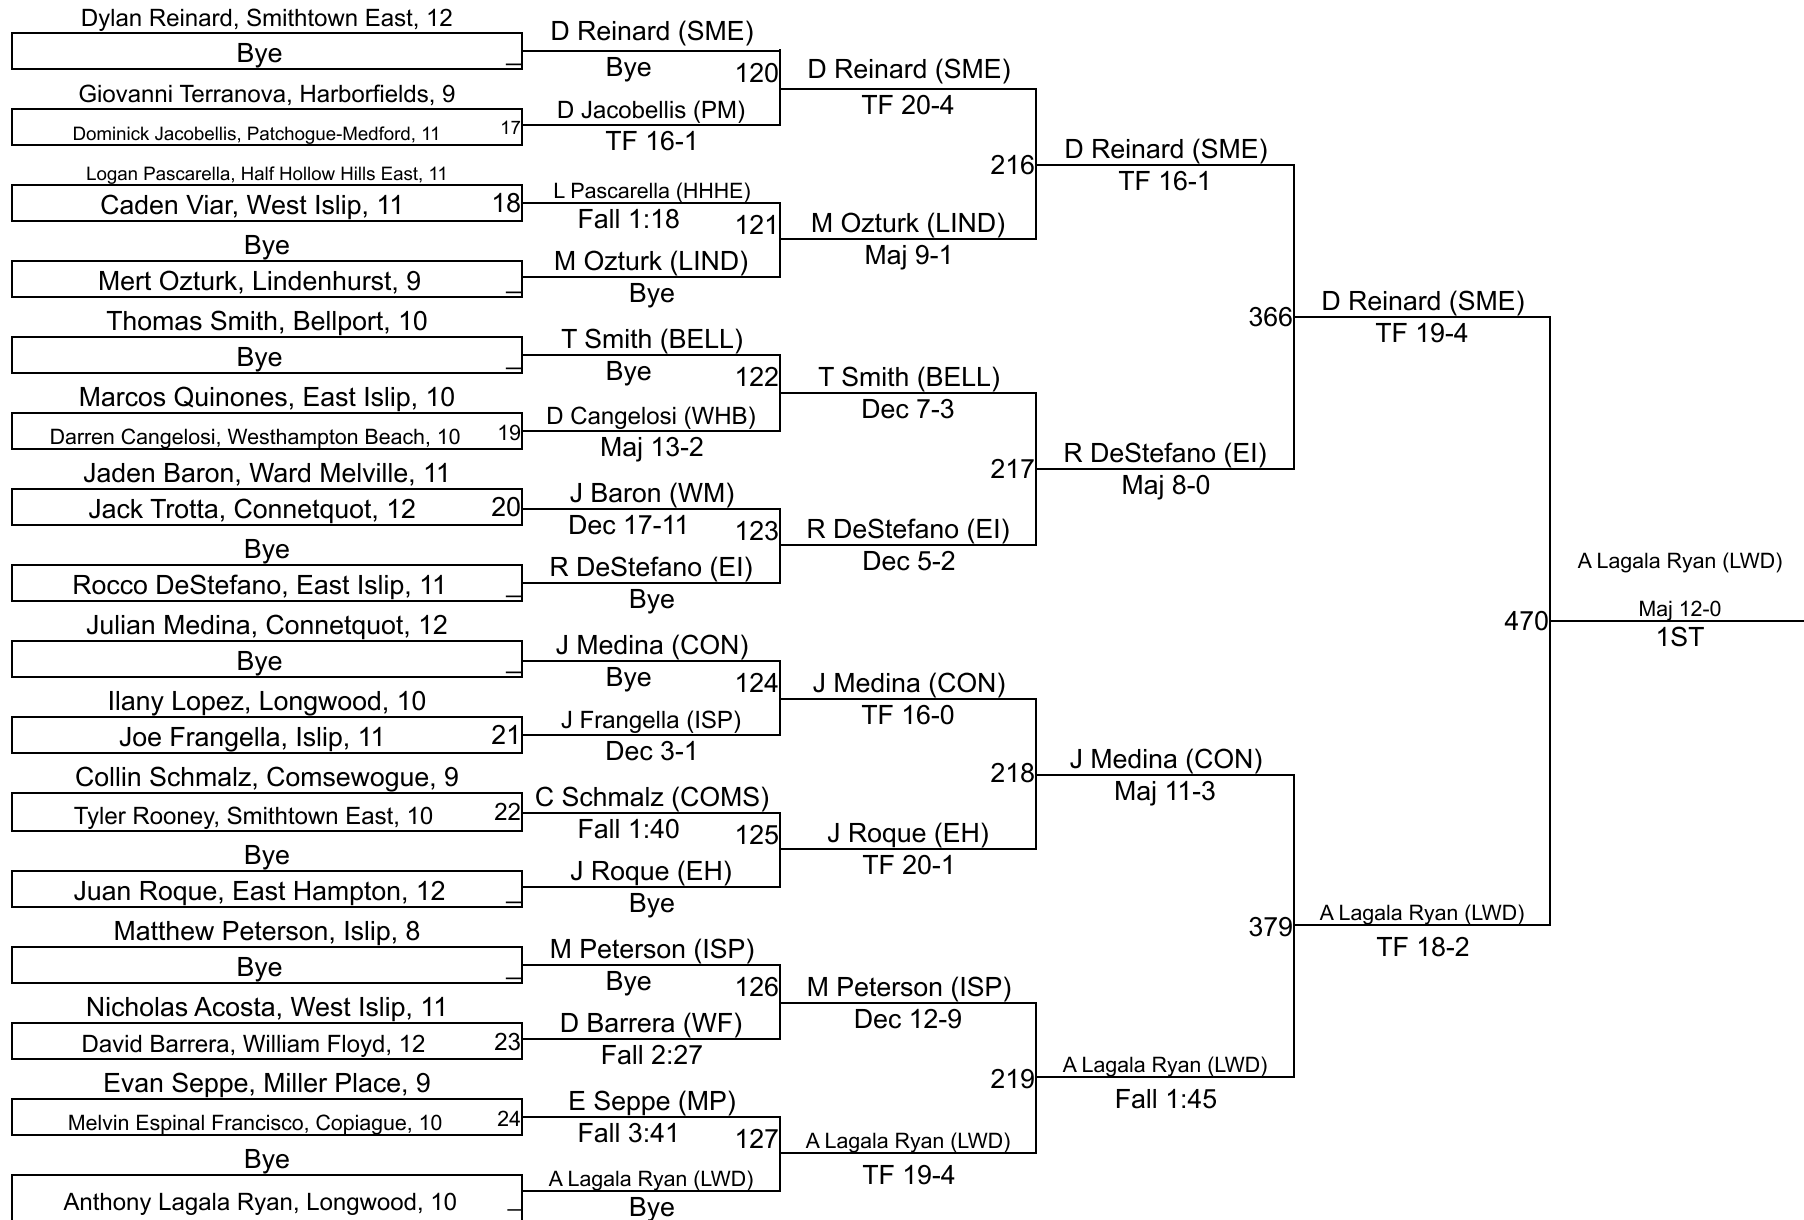 Dylan Reinard, Smithtown East, 12
Bye
_
Giovanni Terranova, Harborfields, 9
Dominick Jacobellis, Patchogue-Medford, 11
17
Logan Pascarella, Half Hollow Hills East, 11
Caden Viar, West Islip, 11
18
Bye
Mert Ozturk, Lindenhurst, 9
_
Thomas Smith, Bellport, 10
Bye
_
Marcos Quinones, East Islip, 10
Darren Cangelosi, Westhampton Beach, 10
19
Jaden Baron, Ward Melville, 11
Jack Trotta, Connetquot, 12
20
Bye
Rocco DeStefano, East Islip, 11
_
Julian Medina, Connetquot, 12
Bye
_
Ilany Lopez, Longwood, 10
Joe Frangella, Islip, 11
21
Collin Schmalz, Comsewogue, 9
Tyler Rooney, Smithtown East, 10
22
Bye
Juan Roque, East Hampton, 12
_
Matthew Peterson, Islip, 8
Bye
_
Nicholas Acosta, West Islip, 11
David Barrera, William Floyd, 12
23
Evan Seppe, Miller Place, 9
Melvin Espinal Francisco, Copiague, 10
24
Bye
Anthony Lagala Ryan, Longwood, 10
_
D Reinard (SME)
Bye
120
D Jacobellis (PM)
TF 16-1
L Pascarella (HHHE)
Fall 1:18
121
M Ozturk (LIND)
Bye
T Smith (BELL)
Bye
122
D Cangelosi (WHB)
Maj 13-2
J Baron (WM)
Dec 17-11
123
R DeStefano (EI)
Bye
J Medina (CON)
Bye
124
J Frangella (ISP)
Dec 3-1
C Schmalz (COMS)
Fall 1:40
125
J Roque (EH)
Bye
M Peterson (ISP)
Bye
126
D Barrera (WF)
Fall 2:27
E Seppe (MP)
Fall 3:41
127
A Lagala Ryan (LWD)
Bye
D Reinard (SME)
TF 20-4
216
M Ozturk (LIND)
Maj 9-1
T Smith (BELL)
Dec 7-3
217
R DeStefano (EI)
Dec 5-2
J Medina (CON)
TF 16-0
218
J Roque (EH)
TF 20-1
M Peterson (ISP)
Dec 12-9
219
A Lagala Ryan (LWD)
TF 19-4
D Reinard (SME)
TF 16-1
366
R DeStefano (EI)
Maj 8-0
J Medina (CON)
Maj 11-3
379
A Lagala Ryan (LWD)
Fall 1:45
D Reinard (SME)
TF 19-4
470
A Lagala Ryan (LWD)
TF 18-2
A Lagala Ryan (LWD)
Maj 12-0
1ST